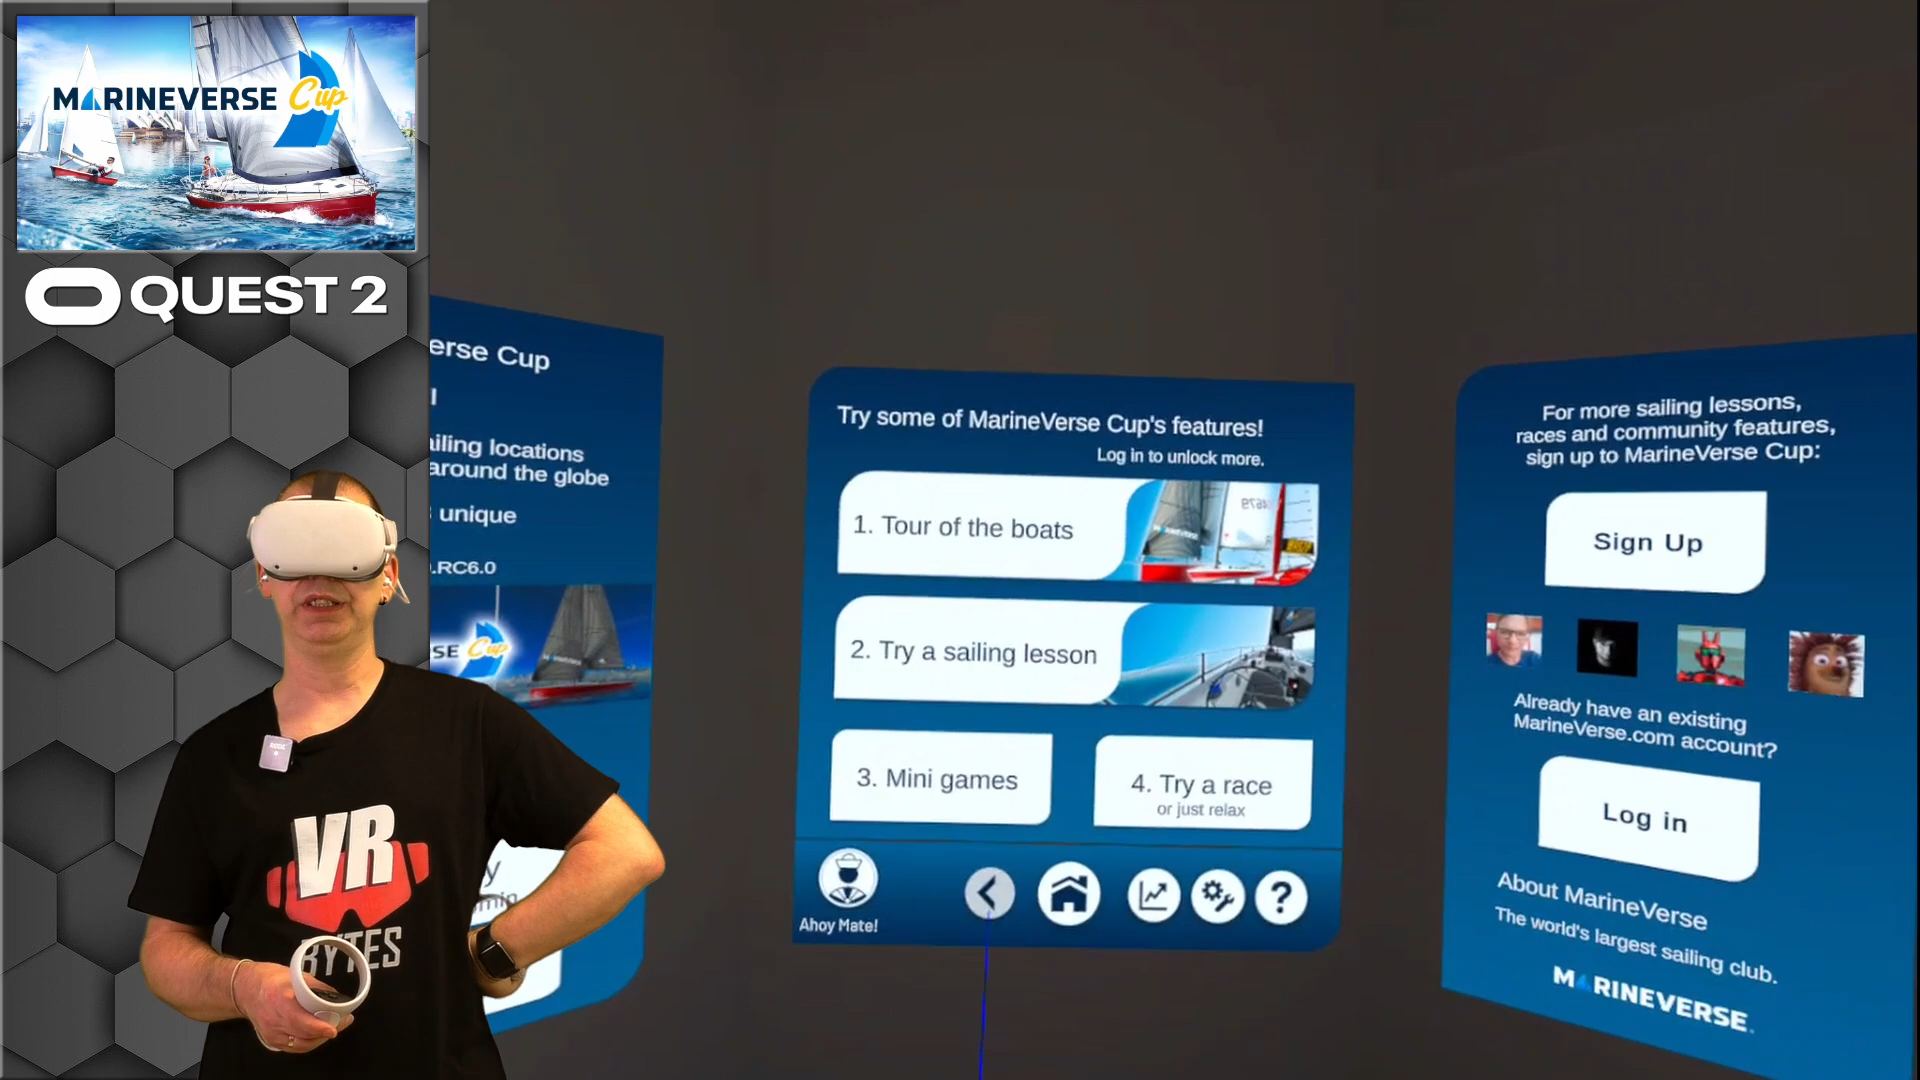 MARINEVERSE Cup
QUEST 2
erse Cup
ailing locations
around the globe
unique
.RC6.0
SE Cup
Try some of MarineVerse Cup's features!
Log in to unlock more.
1. Tour of the boats
MARINEVERSE
2. Try a sailing lesson
3. Mini games
4. Try a race
or just relax
Ahoy Mate!
?
For more sailing lessons,
races and community features,
sign up to MarineVerse Cup:
Sign Up
Already have an existing
MarineVerse.com account?
Log in
About MarineVerse
The world's largest sailing club.
MARINEVERSE
VR
BYTES